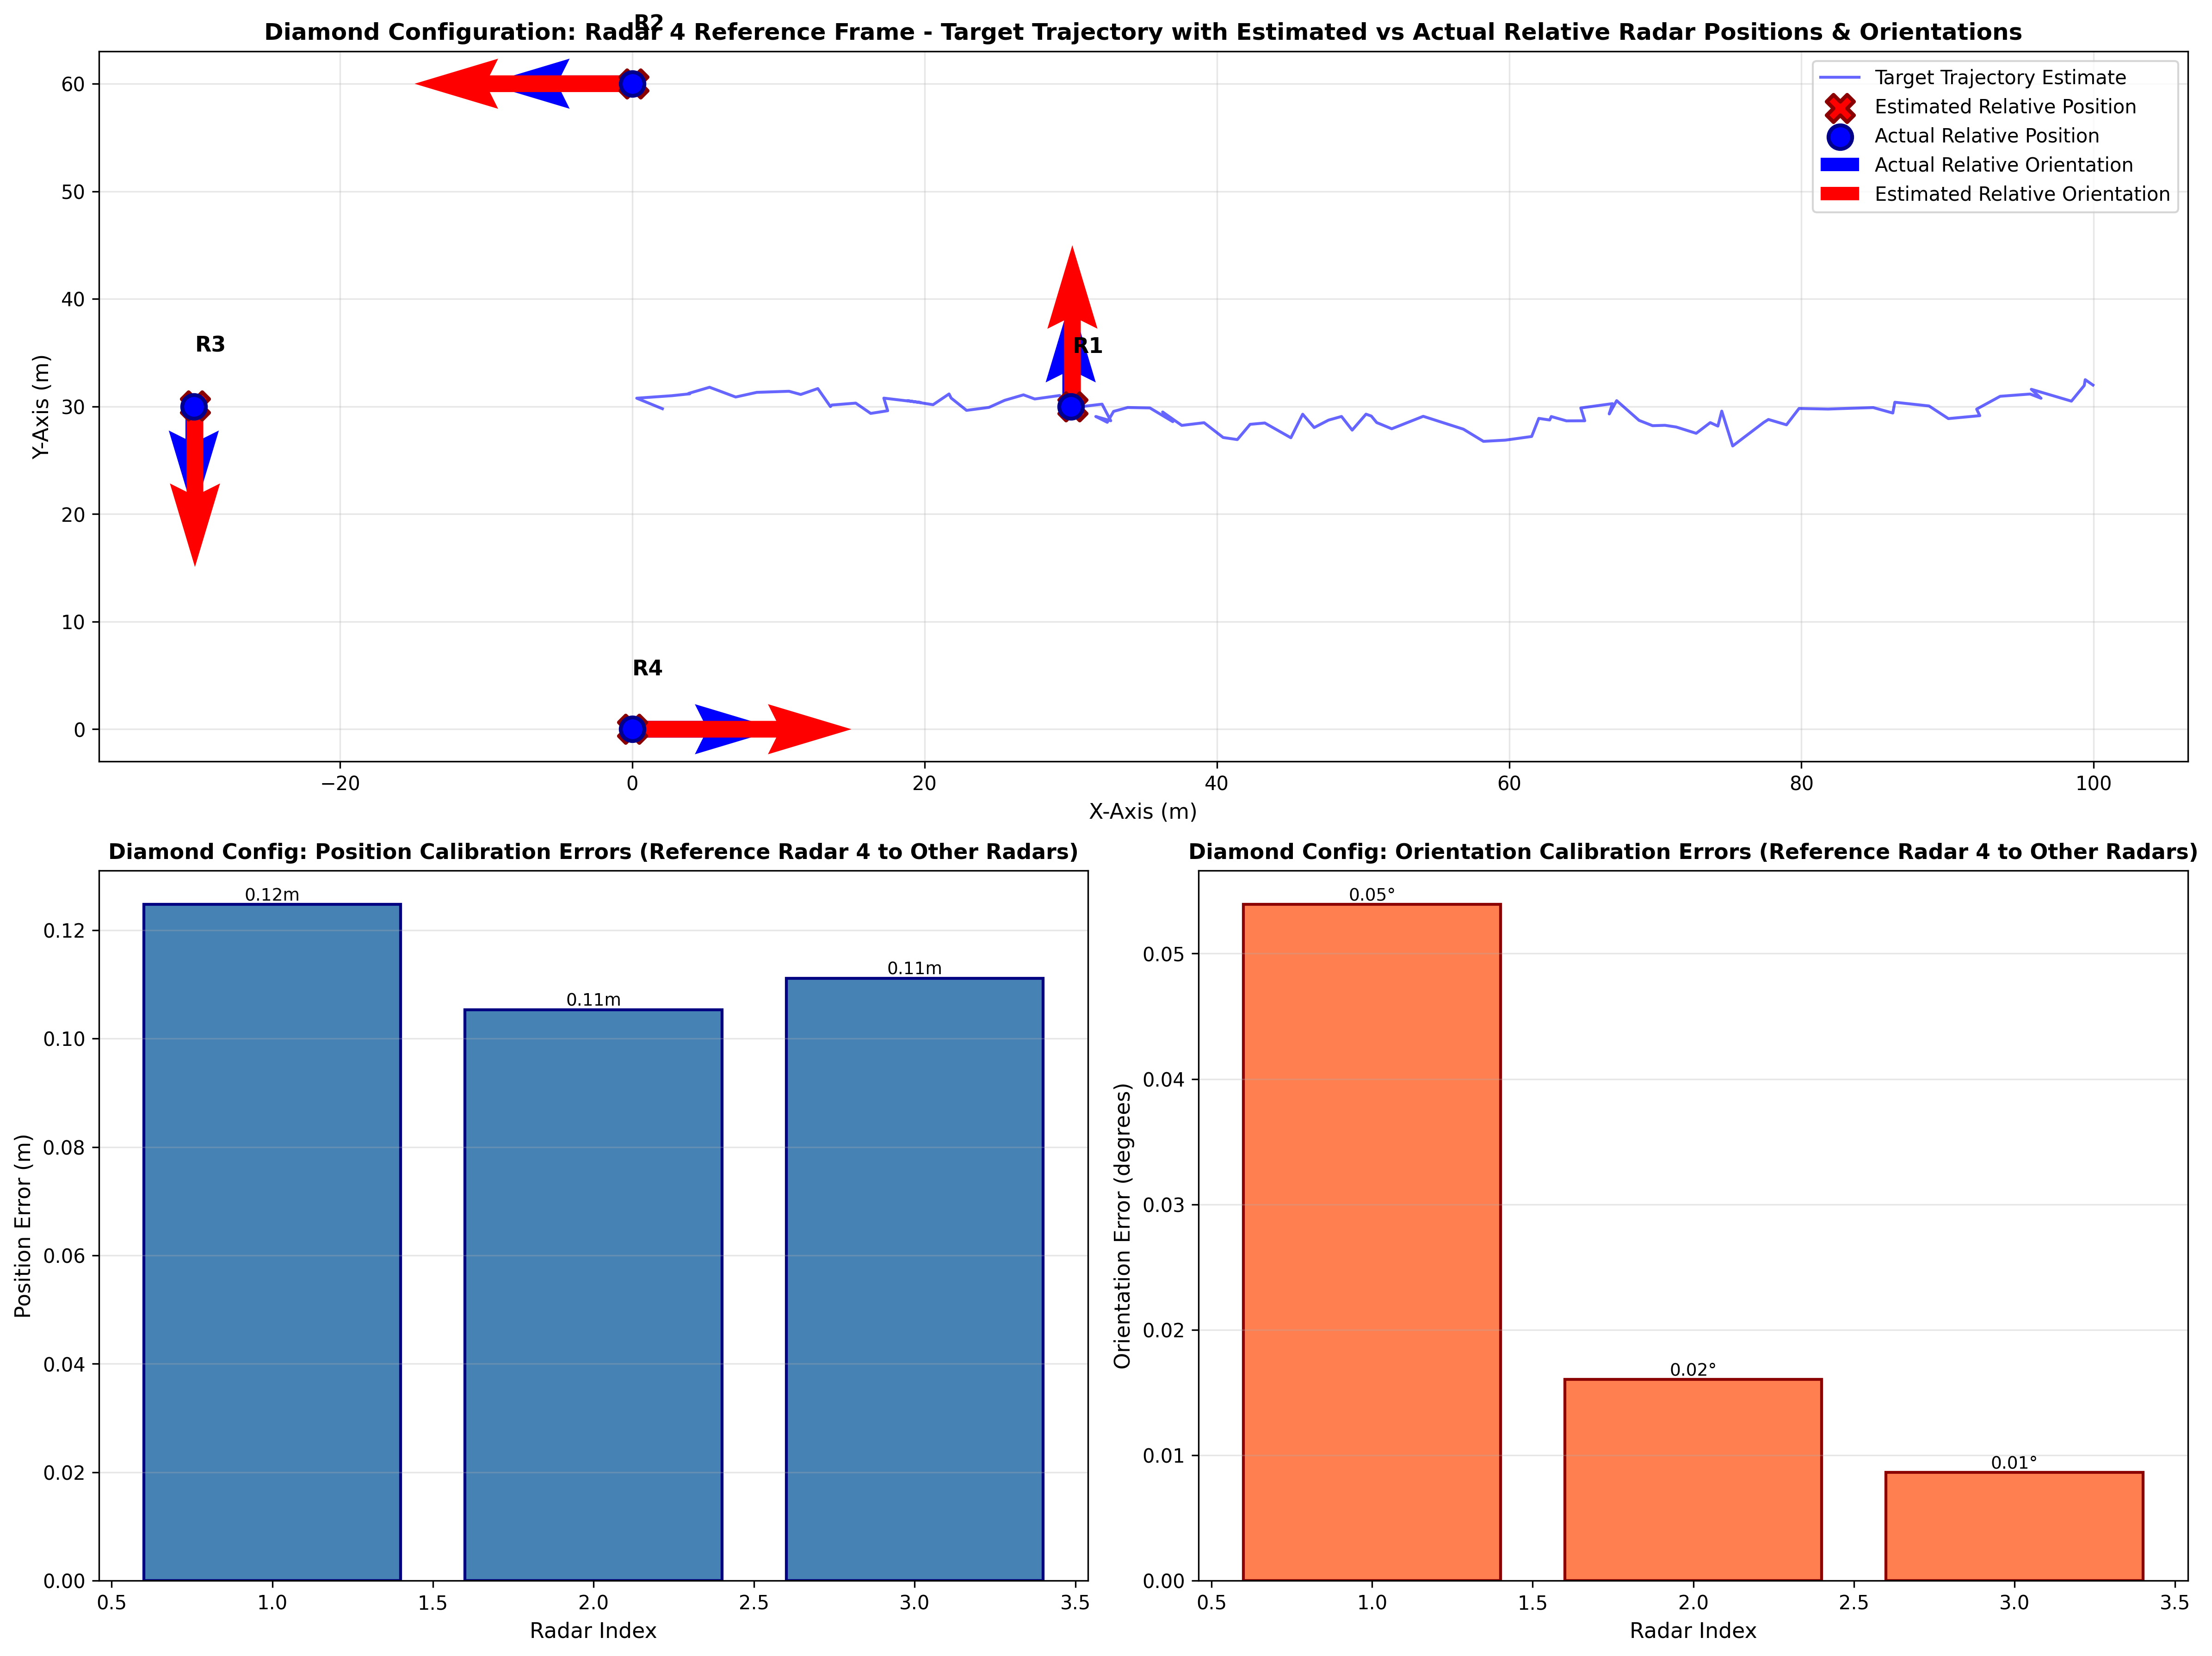 R2
Diamond Configuration: Radar 4 Reference Frame - Target Trajectory with Estimated vs Actual Relative Radar Positions & Orientations
Target Trajectory Estimate
Estimated Relative Position
Actual Relative Position
Actual Relative Orientation
Estimated Relative Orientation
60
50
40
30
20
10
0
Y-Axis (m)
R3
R1
R4
−20
0
20
40
60
80
100
X-Axis (m)
Diamond Config: Position Calibration Errors (Reference Radar 4 to Other Radars)
0.12m
0.11m
0.11m
0.12
0.10
0.08
0.06
0.04
0.02
0.00
Position Error (m)
0.5
1.0
1.5
2.0
2.5
3.0
3.5
Radar Index
Diamond Config: Orientation Calibration Errors (Reference Radar 4 to Other Radars)
0.05°
0.02°
0.01°
0.05
0.04
0.03
0.02
0.01
0.00
Orientation Error (degrees)
0.5
1.0
1.5
2.0
2.5
3.0
3.5
Radar Index